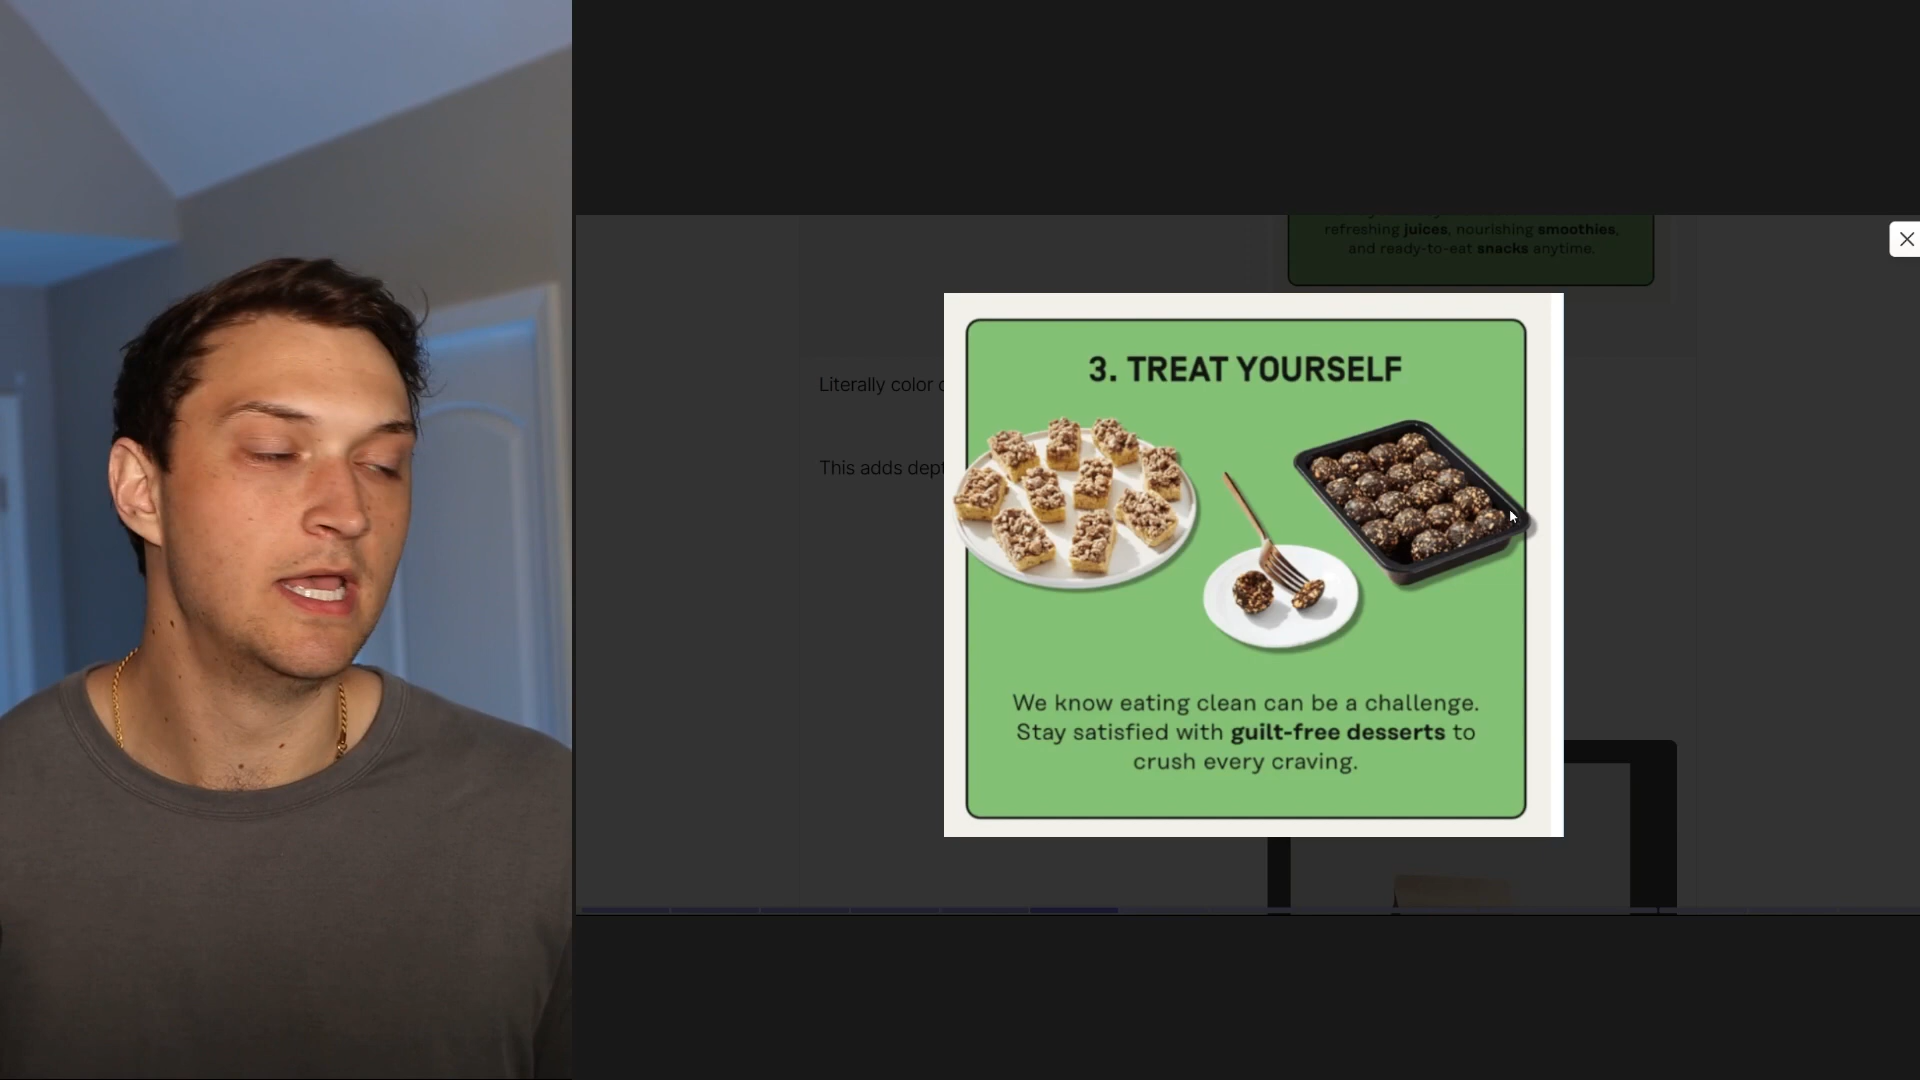 refreshing juices, nourishing smoothies,
and ready-to-eat snacks anytime.
3. TREAT YOURSELF
Literally color
This adds
We know eating clean can be a challenge.
Stay satisfied with guilt-free desserts to
crush every craving.